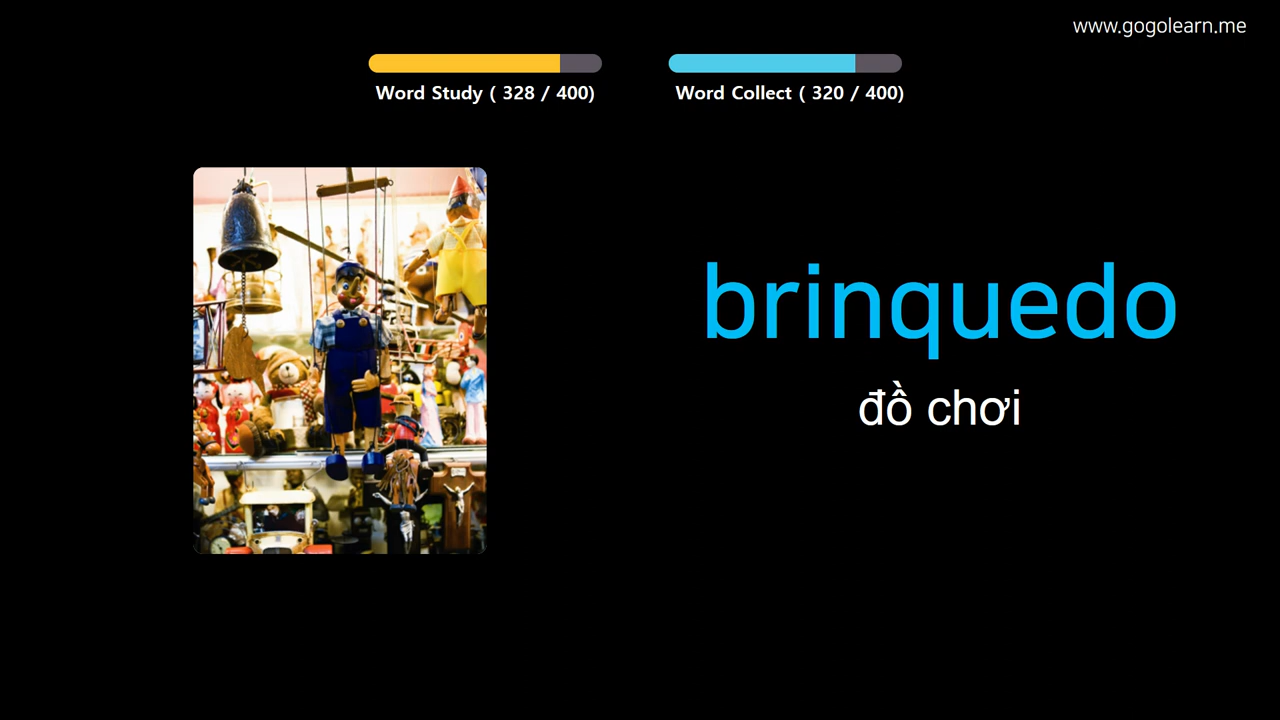 www.gogolearn.me
Word Study ( 328 / 400)
Word Collect ( 320 / 400)
brinquedo
đồ chơi